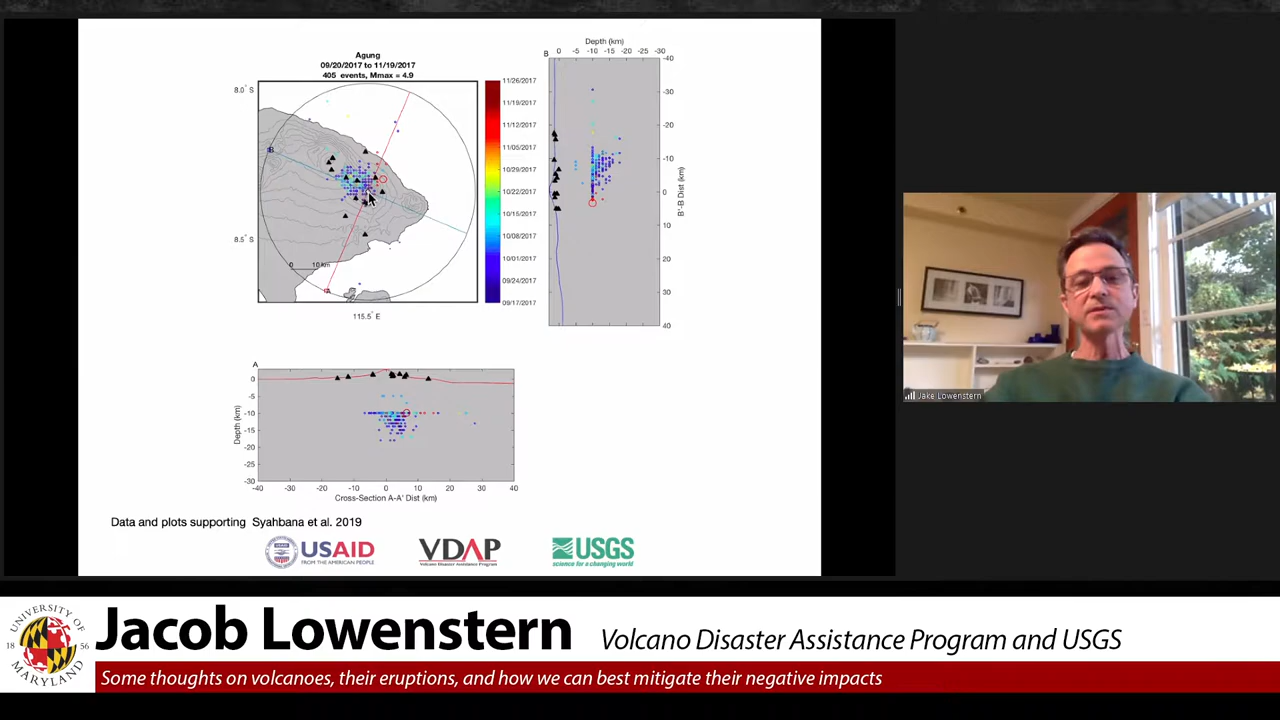 Agung
09/20/2017 to 11/19/2017
405 events, Mmax = 4.9
8.0° S
8.5° S
B
A
0 10 km
115.5° E
11/26/2017
11/19/2017
11/12/2017
11/05/2017
10/29/2017
10/22/2017
10/15/2017
10/08/2017
10/01/2017
09/24/2017
09/17/2017
Depth (km)
B 0 -5 -10 -15 -20 -25 -30
-40
-30
-20
-10
0
10
20
30
40
B'-B Dist (km)
A
0
-5
-10
-15
-20
-25
-30
Depth (km)
-40 -30 -20 -10 0 10 20 30 40
Cross-Section A-A' Dist (km)
Data and plots supporting Syahbana et al. 2019
USAID
FROM THE AMERICAN PEOPLE
VDAP
Volcano Disaster Assistance Program
USGS
science for a changing world
Jake Lowenstern
UNIVERSITY OF
18 56
MARYLAND
Jacob Lowenstern Volcano Disaster Assistance Program and USGS
Some thoughts on volcanoes, their eruptions, and how we can best mitigate their negative impacts